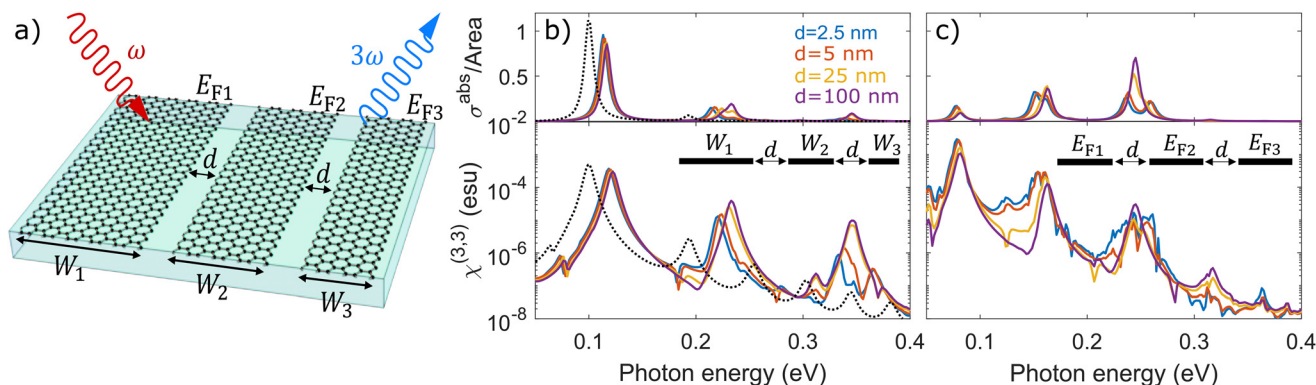 a)
ω
3ω
E_F1
E_F2
E_F3
d
d
W_1
W_2
W_3
b)
σ^abs/Area
1
0.5
10^-2
d=2.5 nm
d=5 nm
d=25 nm
d=100 nm
W_1 d W_2 d W_3
χ^(3,3) (esu)
10^-4
10^-6
10^-8
0.1 0.2 0.3 0.4
Photon energy (eV)
c)
E_F1 d E_F2 d E_F3
0.1 0.2 0.3 0.4
Photon energy (eV)